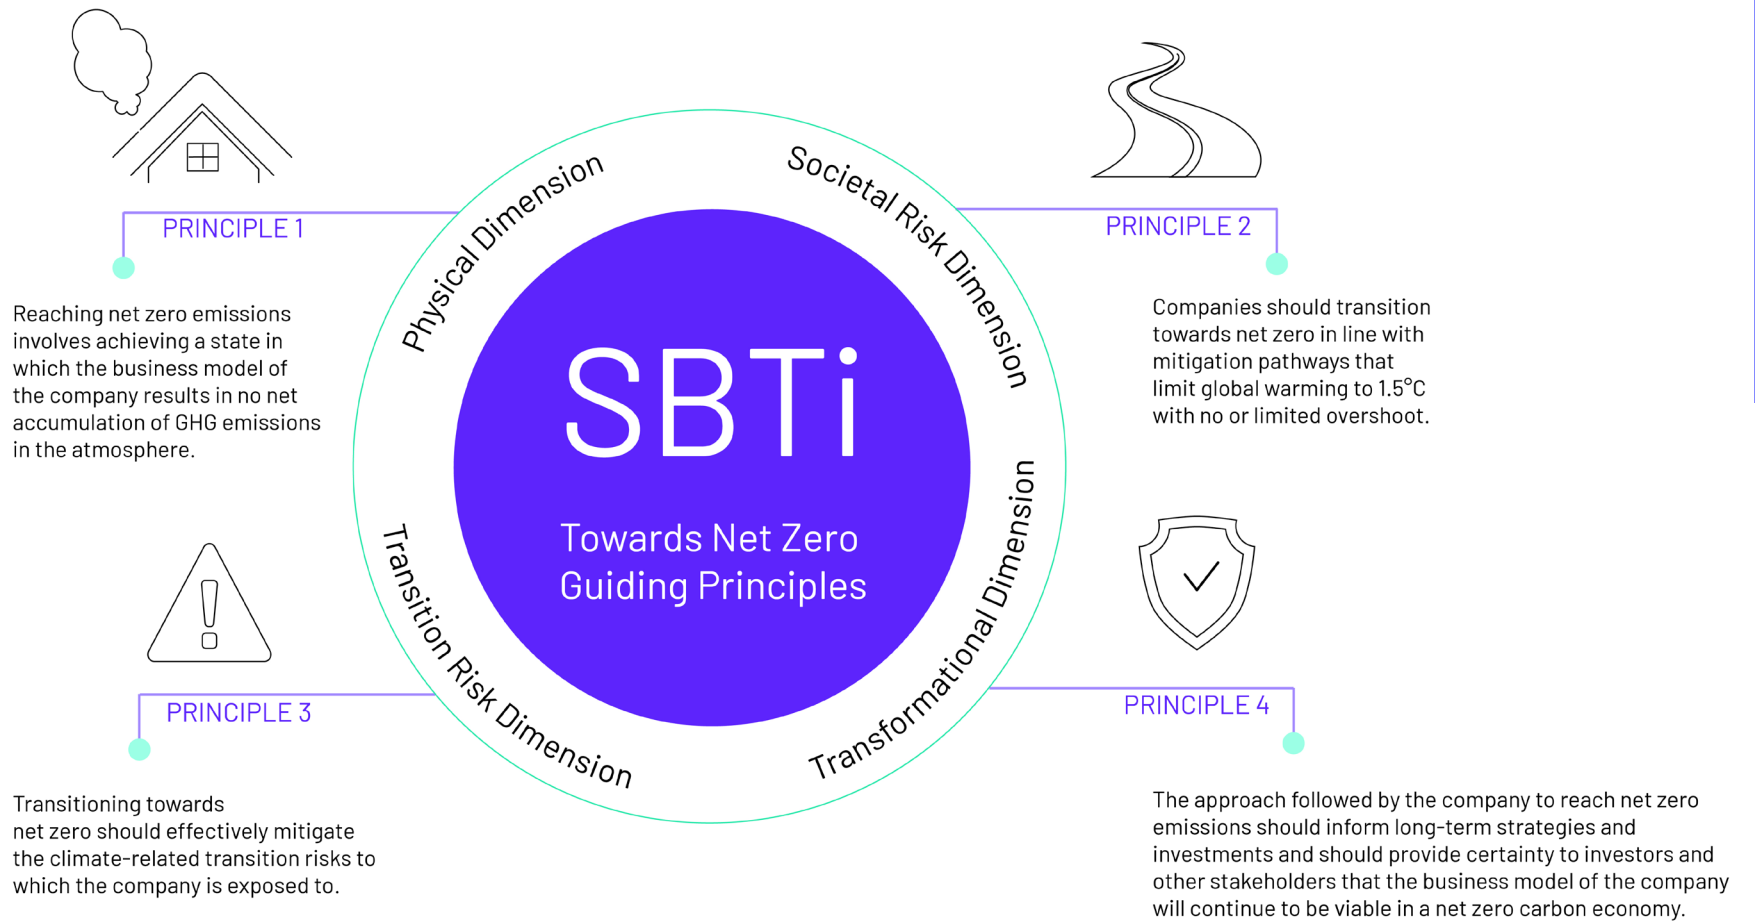 PRINCIPLE 1
Reaching net zero emissions
involves achieving a state in
which the business model of
the company results in no net
accumulation of GHG emissions
in the atmosphere.
Physical Dimension
Societal Risk Dimension
PRINCIPLE 2
Companies should transition
towards net zero in line with
mitigation pathways that
limit global warming to 1.5°C
with no or limited overshoot.
SBTi
Towards Net Zero
Guiding Principles
PRINCIPLE 3
Transitioning towards
net zero should effectively mitigate
the climate-related transition risks to
which the company is exposed to.
Transition Risk Dimension
Transformational Dimension
PRINCIPLE 4
The approach followed by the company to reach net zero
emissions should inform long-term strategies and
investments and should provide certainty to investors and
other stakeholders that the business model of the company
will continue to be viable in a net zero carbon economy.